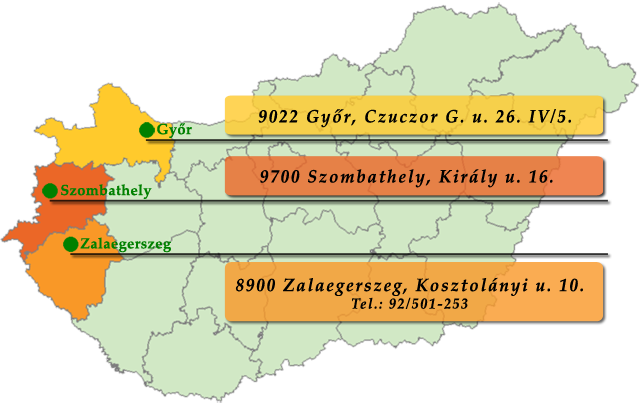 Győr
9022 Győr, Czuczor G. u. 26. IV/5.
Szombathely
9700 Szombathely, Király u. 16.
Zalaegerszeg
8900 Zalaegerszeg, Kosztolányi u. 10.
Tel.: 92/501-253